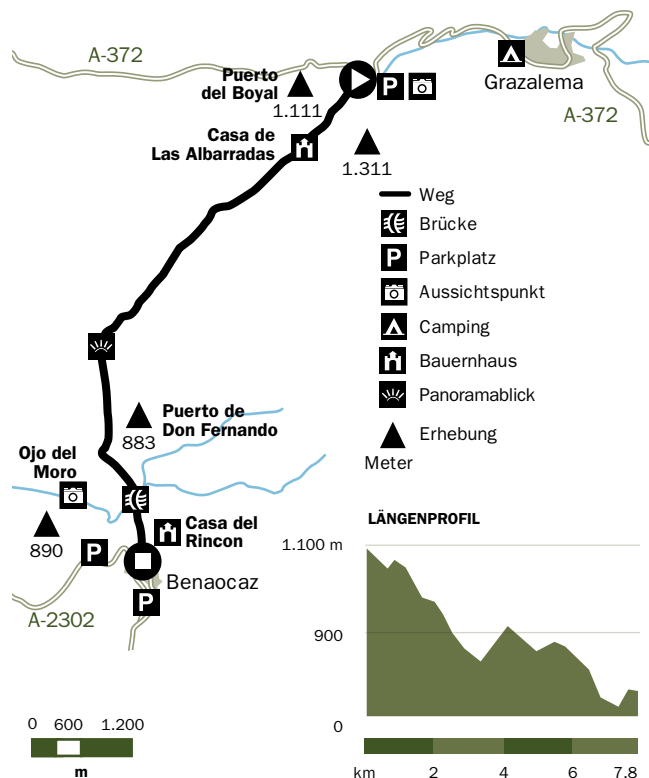 A-372
Puerto
del Boyal
1.111
P
Grazalema
A-372
Casa de
Las Albarradas
1.311
Weg
Brücke
P
Parkplatz
Aussichtspunkt
Camping
Bauernhaus
Panoramablick
Erhebung
Meter
Puerto de
Don Fernando
883
Ojo del
Moro
890
P
Casa del
Rincon
Benaocaz
P
A-2302
LÄNGENPROFIL
1.100 m
900
0
km 2 4 6 7.8
0 600 1.200
m